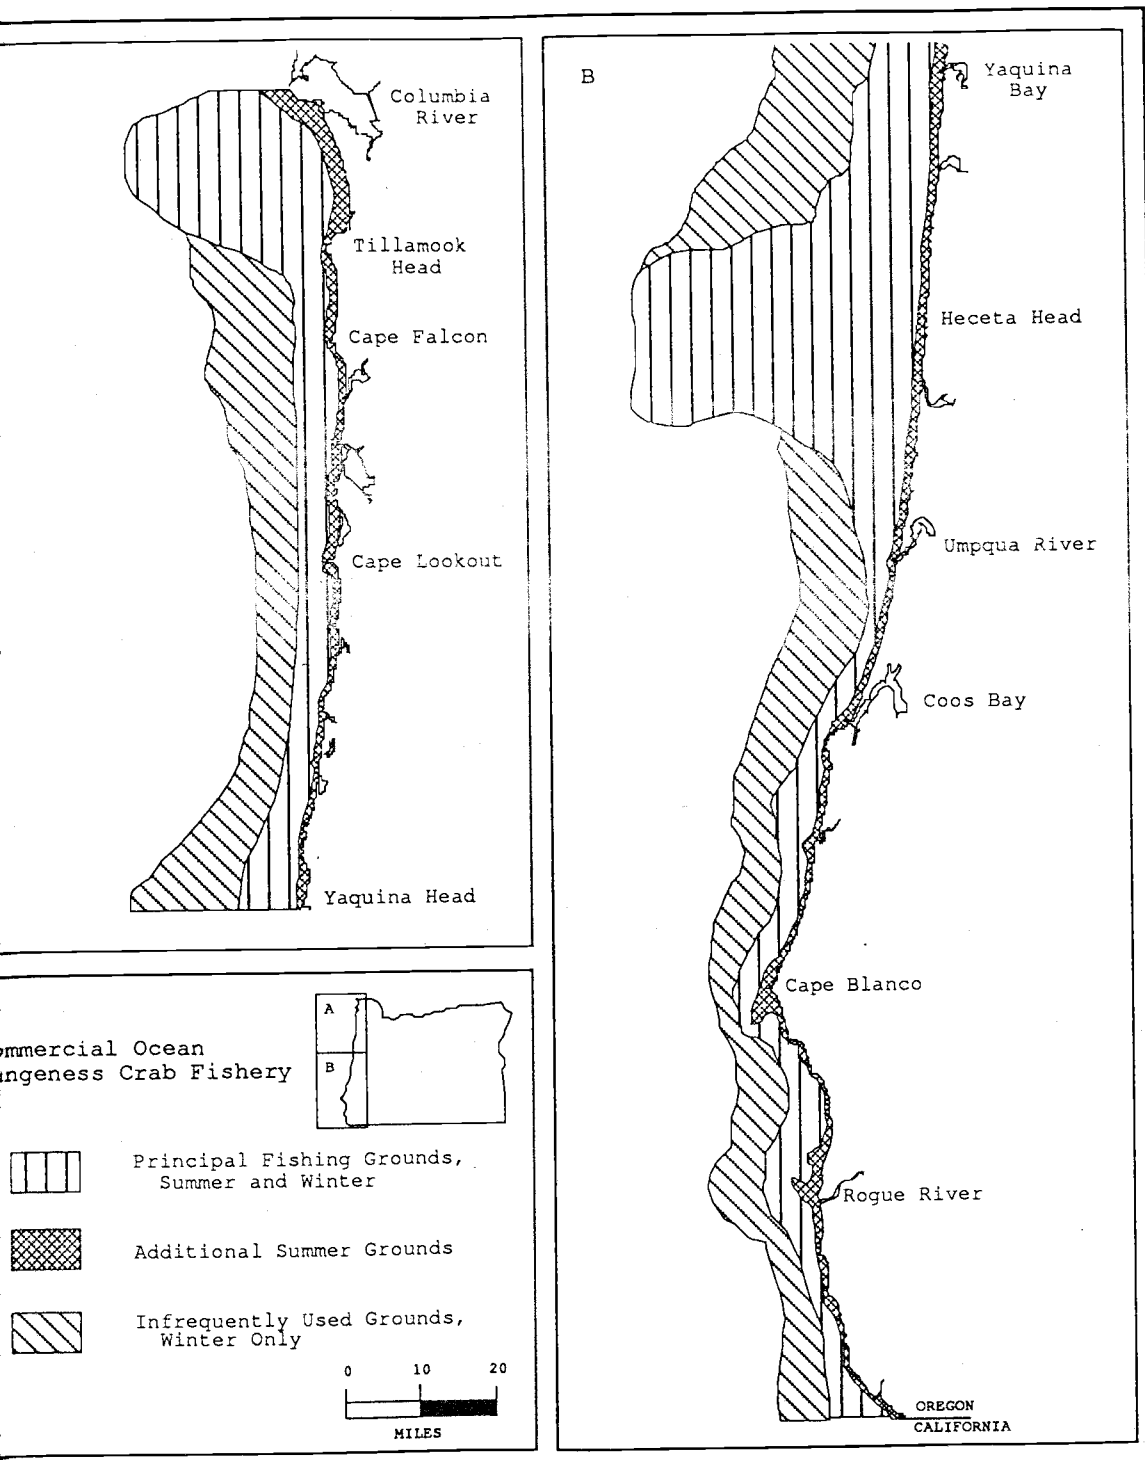 Columbia
River
Tillamook
Head
Cape Falcon
Cape Lookout
Yaquina Head
B
Yaquina
Bay
Heceta Head
Umpqua River
Coos Bay
Cape Blanco
Rogue River
OREGON
CALIFORNIA
A
B
ommercial Ocean
ngeness Crab Fishery
Principal Fishing Grounds,
Summer and Winter
Additional Summer Grounds
Infrequently Used Grounds,
Winter Only
0 10 20
MILES